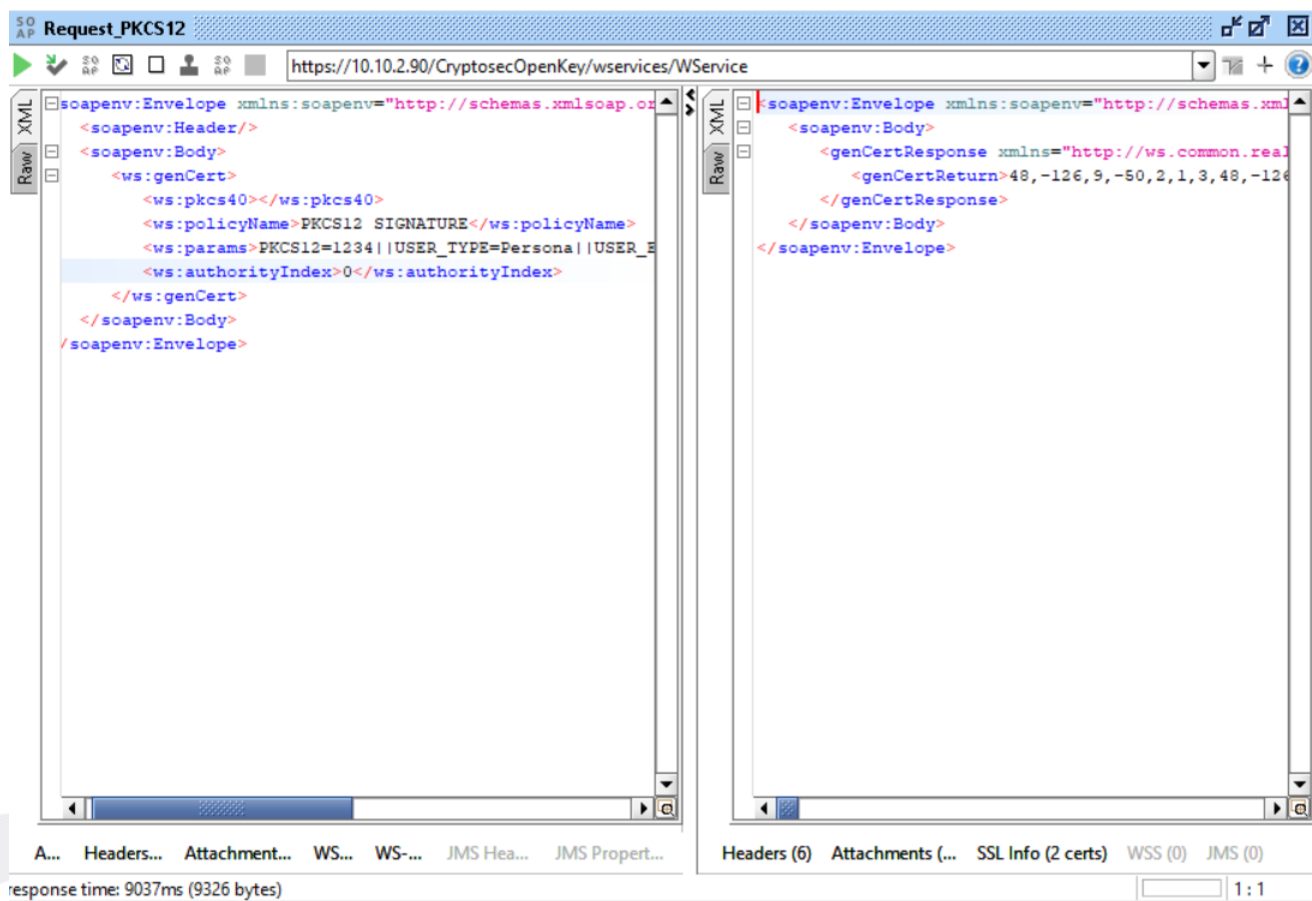 SOAP Request_PKCS12
https://10.10.2.90/CryptosecOpenKey/wservices/WService
XML
Raw
soapenv:Envelope xmlns:soapenv="http://schemas.xmlsoap.or
<soapenv:Header/>
<soapenv:Body>
<ws:genCert>
<ws:pkcs40></ws:pkcs40>
<ws:policyName>PKCS12 SIGNATURE</ws:policyName>
<ws:params>PKCS12=1234||USER_TYPE=Persona||USER_E
<ws:authorityIndex>0</ws:authorityIndex>
</ws:genCert>
</soapenv:Body>
/soapenv:Envelope>
XML
Raw
<soapenv:Envelope xmlns:soapenv="http://schemas.xml
<soapenv:Body>
<genCertResponse xmlns="http://ws.common.real
<genCertReturn>48,-126,9,-50,2,1,3,48,-126
</genCertResponse>
</soapenv:Body>
</soapenv:Envelope>
A... Headers... Attachment... WS... WS-... JMS Hea... JMS Propert...
Headers (6) Attachments (... SSL Info (2 certs) WSS (0) JMS (0)
response time: 9037ms (9326 bytes)
1 : 1